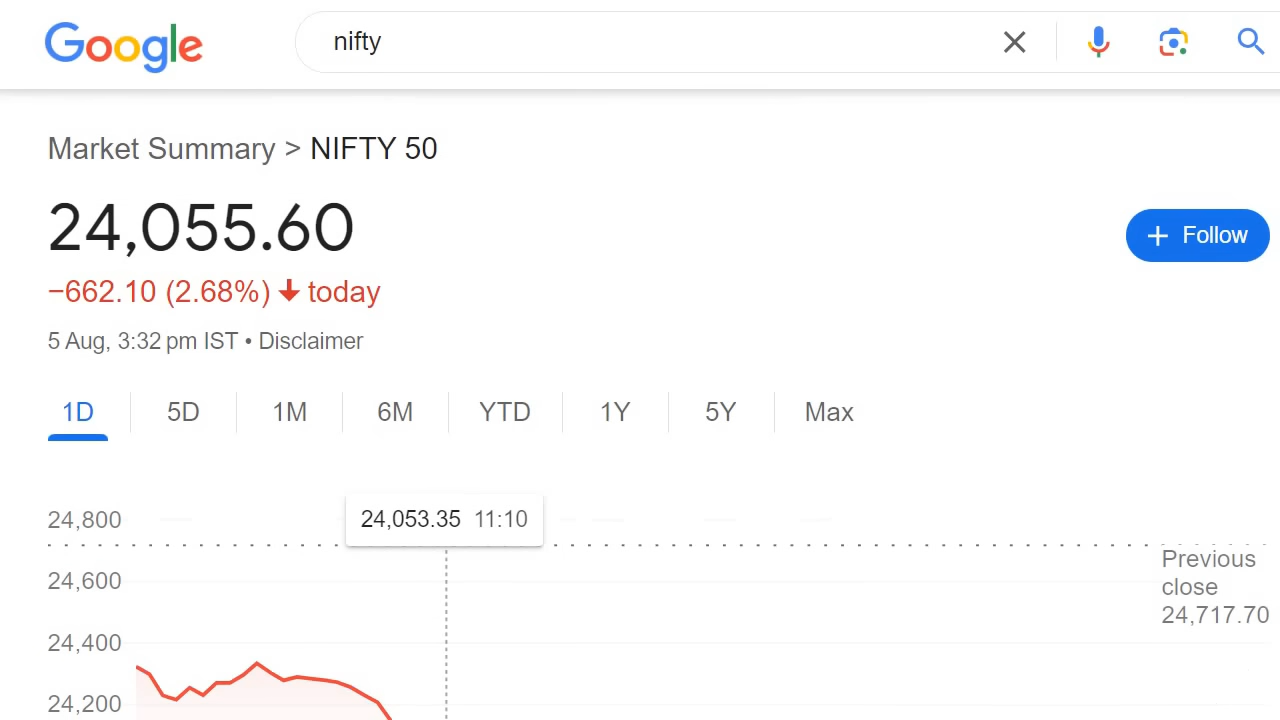 Google
nifty
Market Summary > NIFTY 50
24,055.60
+ Follow
−662.10 (2.68%) ↓ today
5 Aug, 3:32 pm IST • Disclaimer
1D 5D 1M 6M YTD 1Y 5Y Max
24,053.35 11:10
24,800
Previous
close
24,717.70
24,600
24,400
24,200